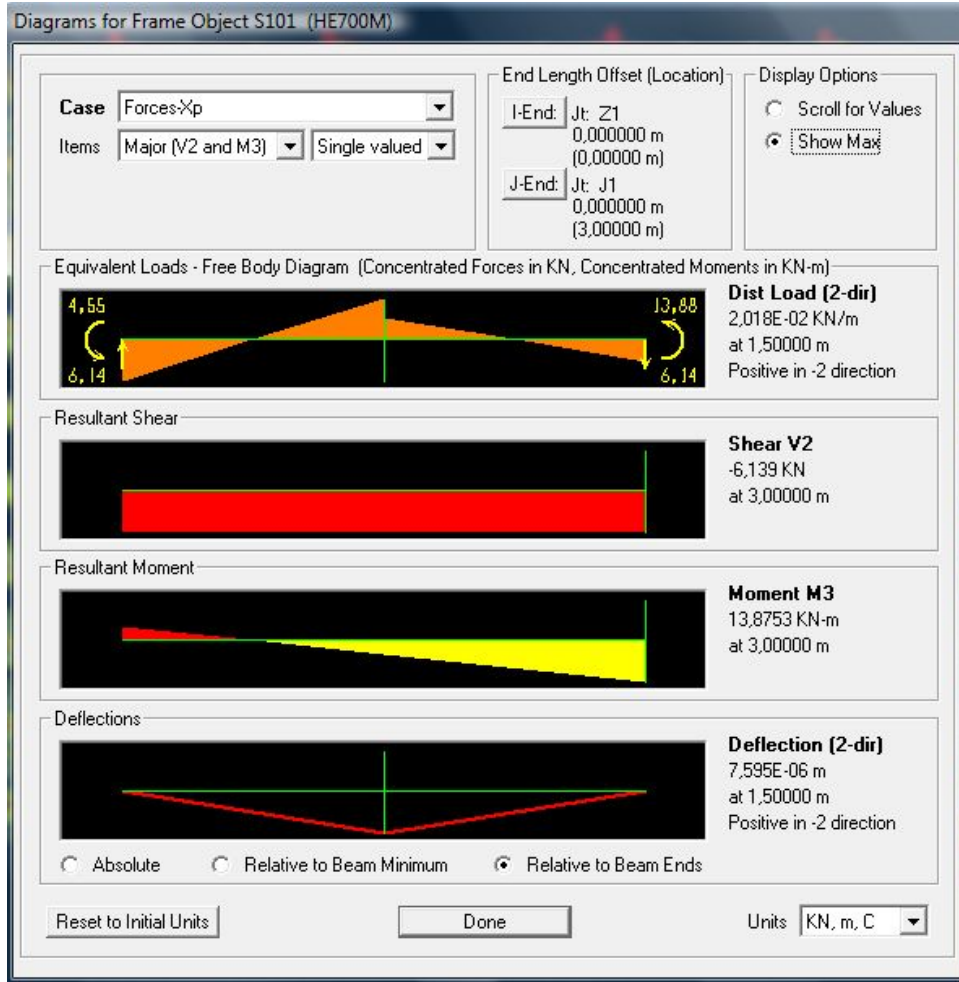 Diagrams for Frame Object S101 (HE700M)
Case Forces-Xp
Items Major (V2 and M3) Single valued
End Length Offset (Location)
I-End: Jt: Z1
0,000000 m
(0,00000 m)
J-End: Jt: J1
0,000000 m
(3,00000 m)
Display Options
Scroll for Values
Show Max
Equivalent Loads - Free Body Diagram (Concentrated Forces in KN, Concentrated Moments in KN-m)
4,55 13,88
6,14 6,14
Dist Load (2-dir)
2,018E-02 KN/m
at 1,50000 m
Positive in -2 direction
Resultant Shear
Shear V2
-6,139 KN
at 3,00000 m
Resultant Moment
Moment M3
13,8753 KN-m
at 3,00000 m
Deflections
Deflection (2-dir)
7,595E-06 m
at 1,50000 m
Positive in -2 direction
Absolute Relative to Beam Minimum Relative to Beam Ends
Reset to Initial Units Done Units KN, m, C